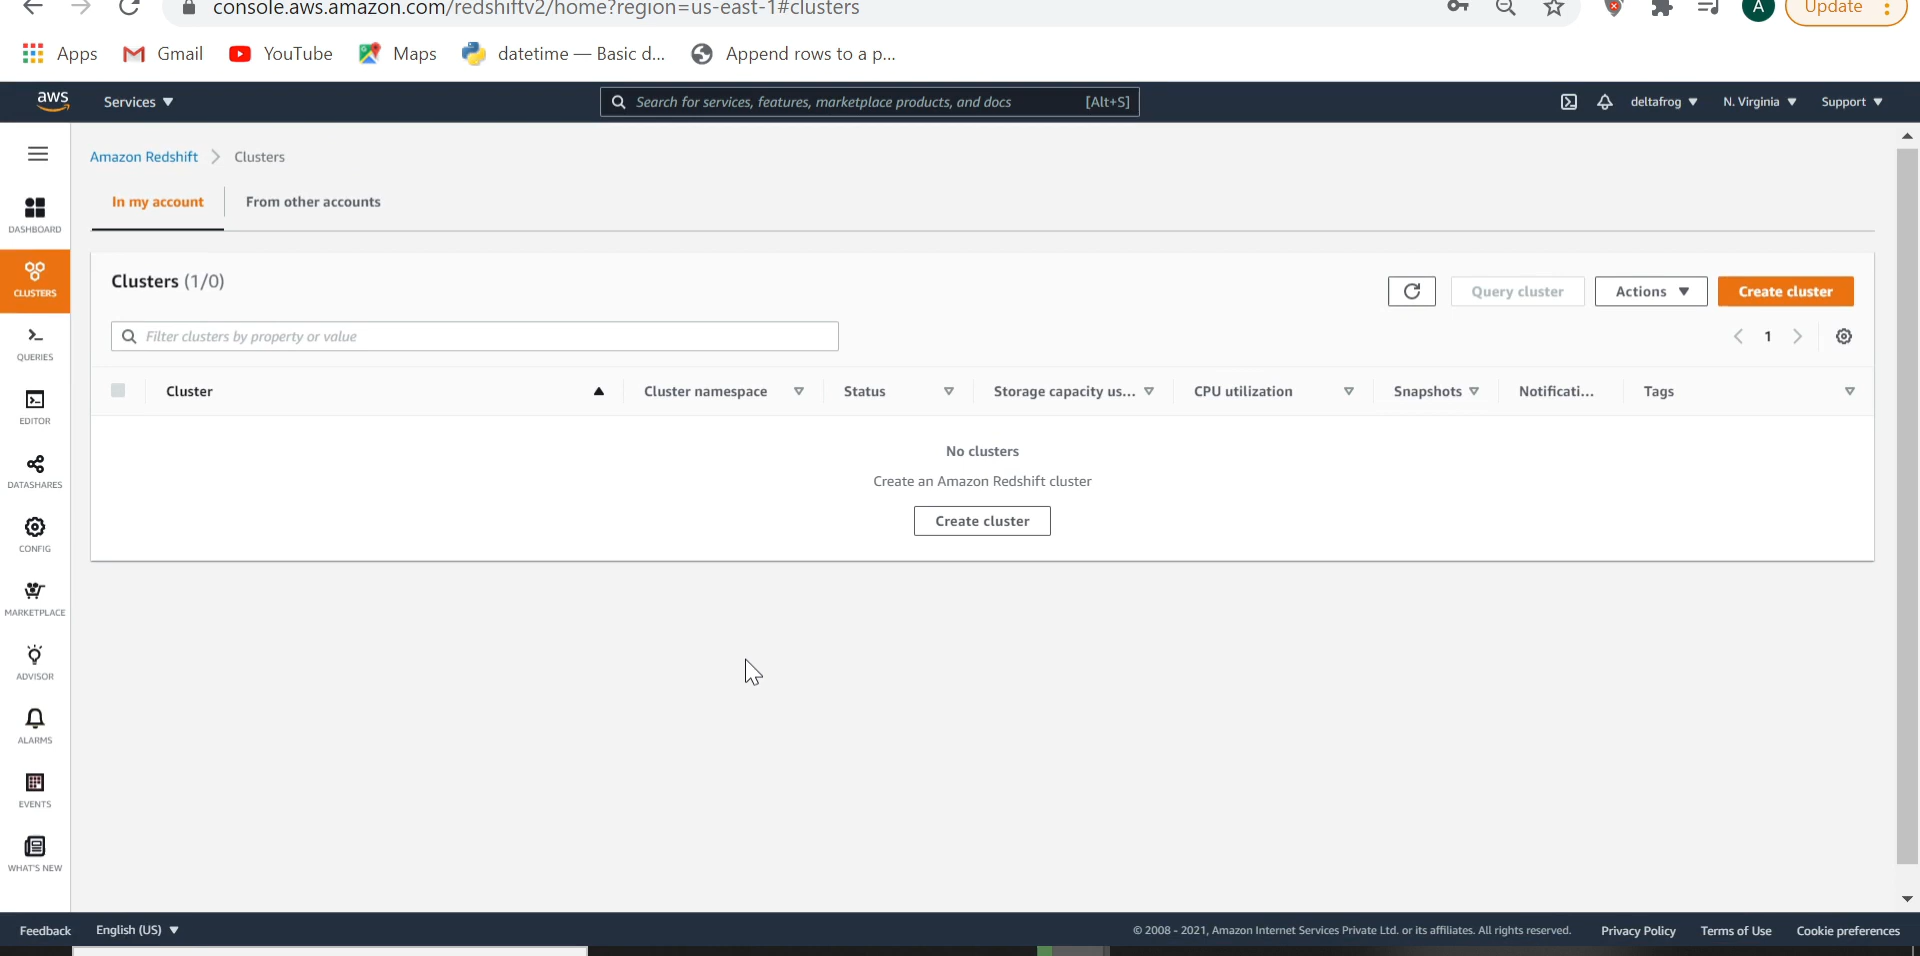 console.aws.amazon.com/redshiftv2/home?region=us-east-1#clusters
A
Update
Apps
Gmail
YouTube
Maps
datetime — Basic d...
Append rows to a p...
aws
Services
Search for services, features, marketplace products, and docs
[Alt+S]
deltafrog
N. Virginia
Support
Amazon Redshift
Clusters
In my account
From other accounts
DASHBOARD
CLUSTERS
QUERIES
EDITOR
DATASHARES
CONFIG
MARKETPLACE
ADVISOR
ALARMS
EVENTS
WHAT'S NEW
Clusters (1/0)
Query cluster
Actions
Create cluster
Filter clusters by property or value
1
Cluster
Cluster namespace
Status
Storage capacity us...
CPU utilization
Snapshots
Notificati...
Tags
No clusters
Create an Amazon Redshift cluster
Create cluster
Feedback
English (US)
© 2008 - 2021, Amazon Internet Services Private Ltd. or its affiliates. All rights reserved.
Privacy Policy
Terms of Use
Cookie preferences